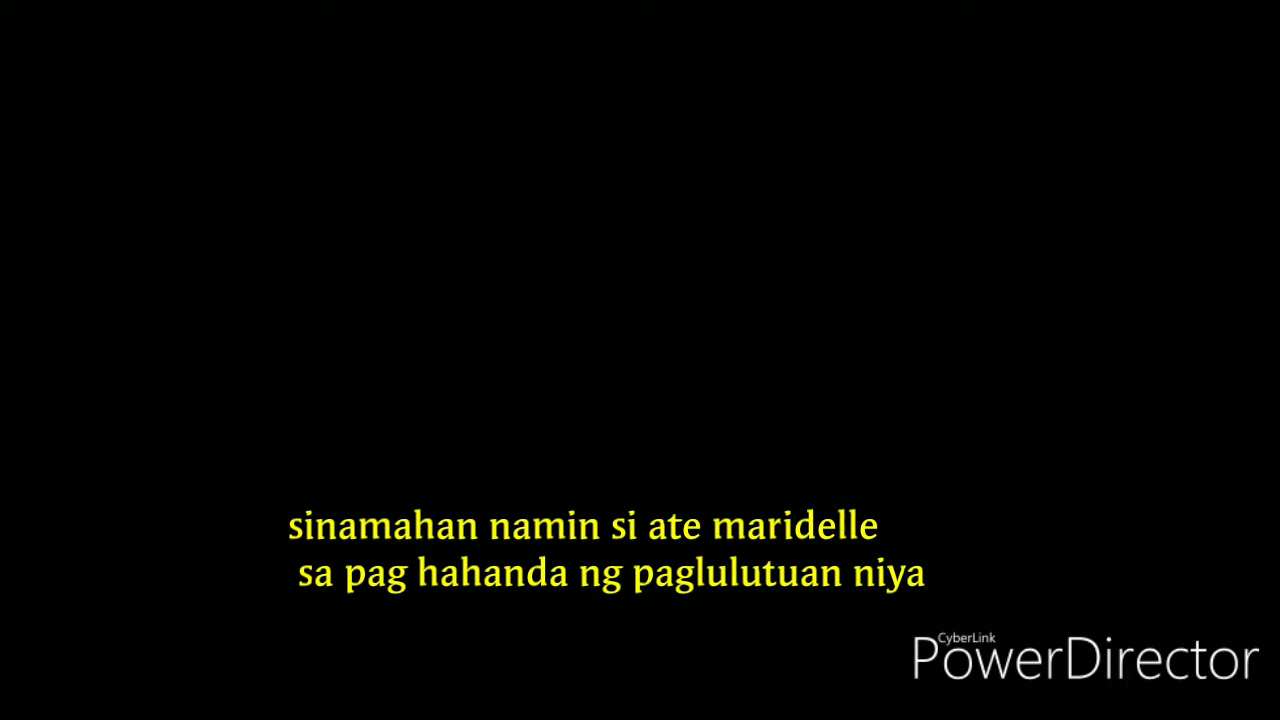 sinamahan namin si ate maridelle
sa pag hahanda ng paglulutuan niya
CyberLink
PowerDirector